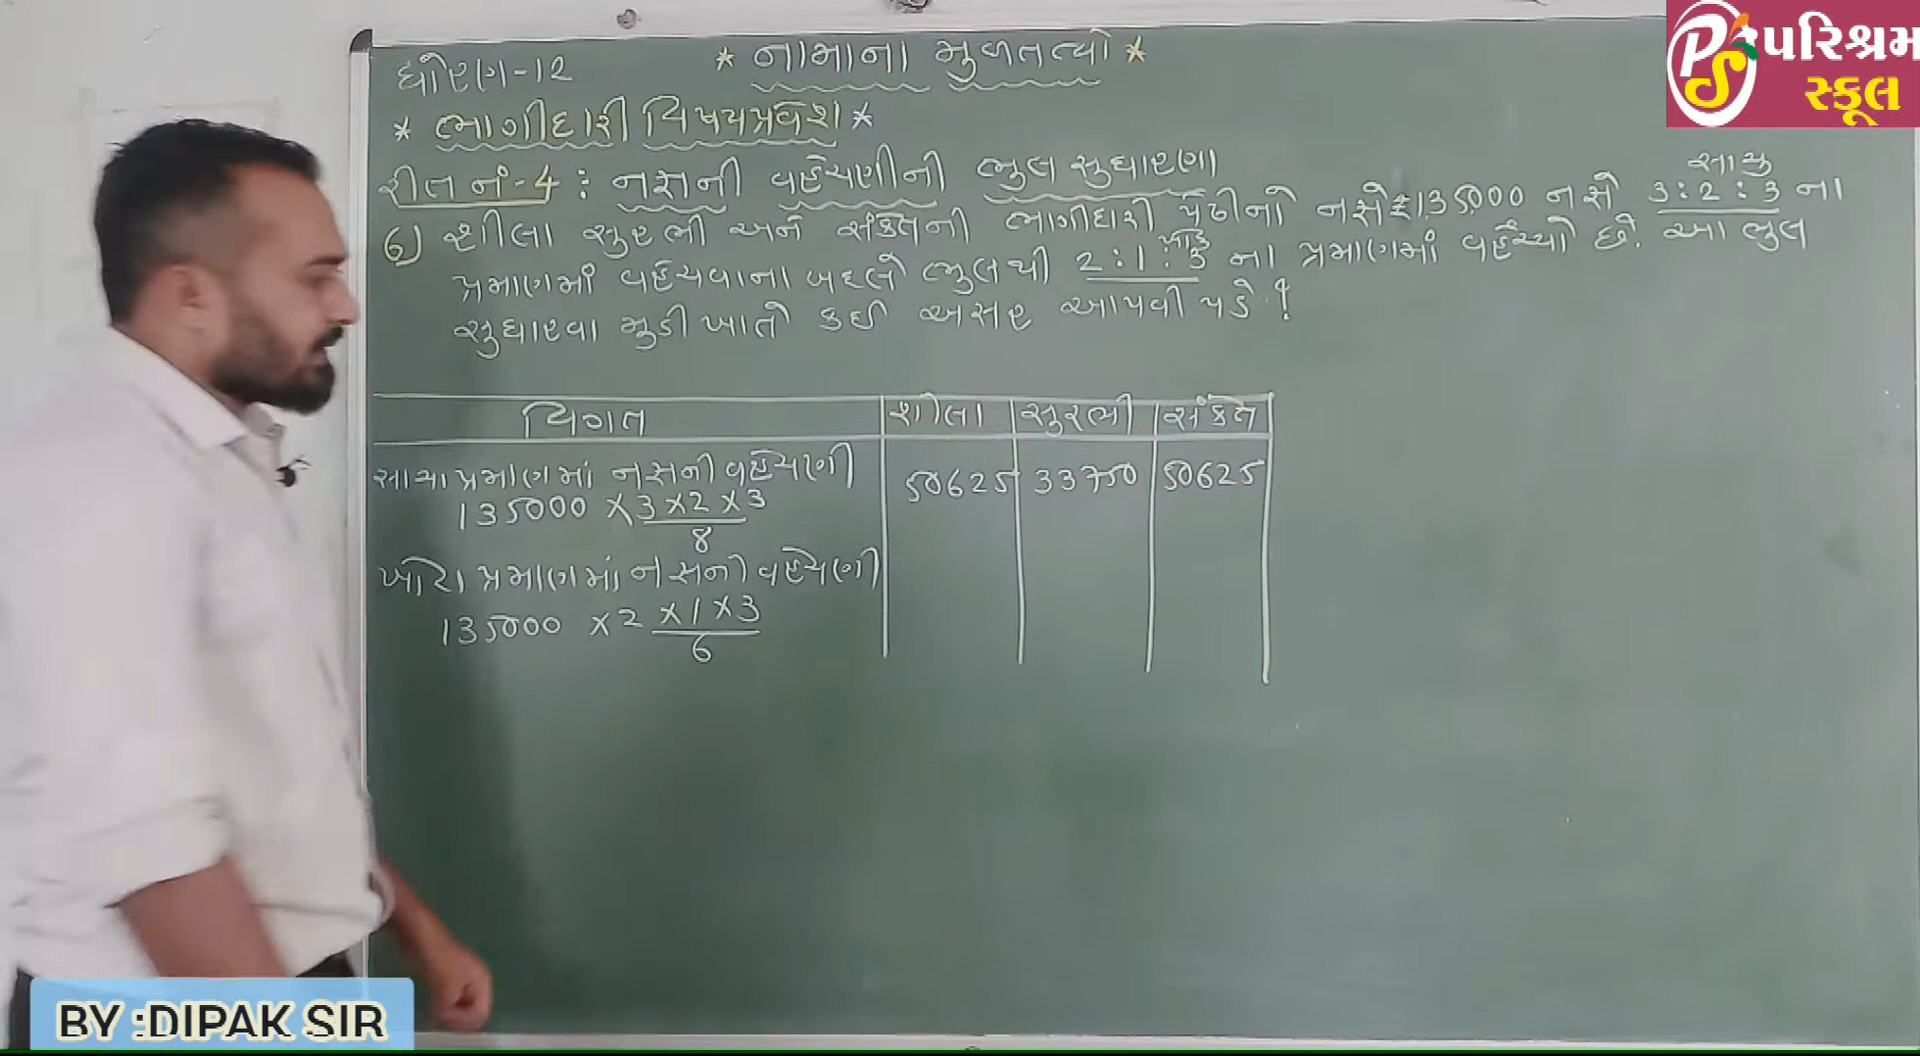 પરિશ્રમ
સ્કૂલ
PS
ધોરણ-12
* નામાના મુળતત્વો *
* ભાગીદારી વિષયપ્રવેશ *
રીત નં-4 : નફાની વહેંચણીની ભુલ સુધારણા
સાચુ
6) શીલા સુરભી અને સંકેતની ભાગીદારી પેઢીનો નફો ₹135000 નફો 3:2:3 ના
ખોટુ
પ્રમાણમાં વહેંચવાના બદલે ભુલથી 2:1:3 ના પ્રમાણમાં વહેંચ્યો છે. આ ભુલ
સુધારવા મુડી ખાતે કઈ અસર આપવી પડે ?
વિગત શીલા સુરભી સંકેત
સાચા પ્રમાણમાં નફાની વહેંચણી 50625 33750 50625
135000 × 3 × 2 × 3
8
ખોટા પ્રમાણમાં નફાની વહેંચણી
135000 × 2 × 1 × 3
6
BY :DIPAK SIR